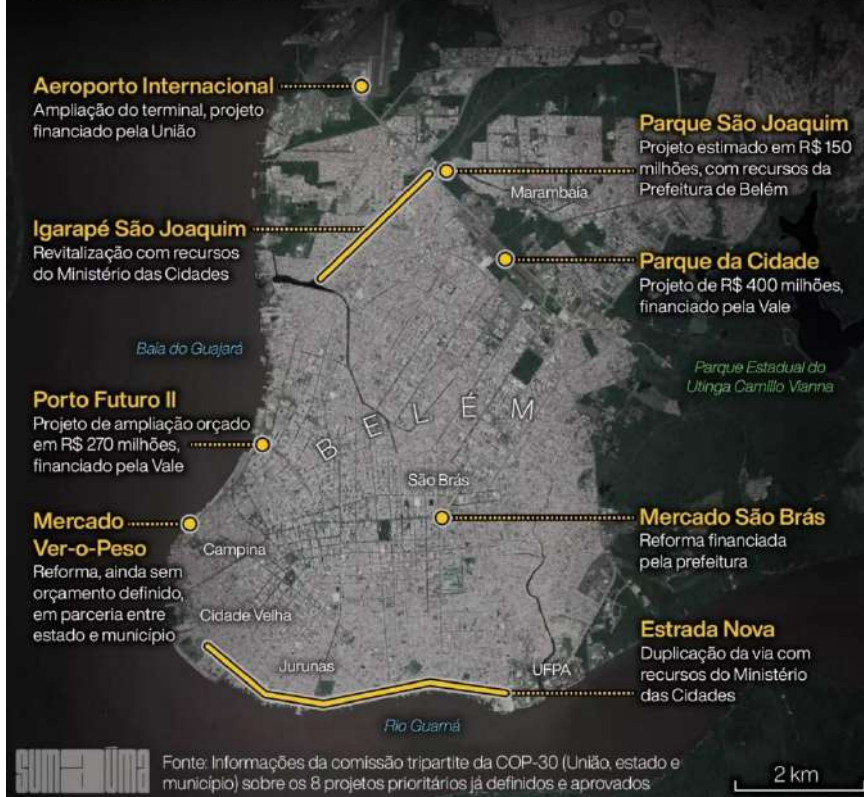 Aeroporto Internacional
Ampliação do terminal, projeto
financiado pela União
Parque São Joaquim
Projeto estimado em R$ 150
milhões, com recursos da
Prefeitura de Belém
Marambaia
Igarapé São Joaquim
Revitalização com recursos
do Ministério das Cidades
Parque da Cidade
Projeto de R$ 400 milhões,
financiado pela Vale
Baía do Guajará
Parque Estadual do
Utinga Camillo Vianna
Porto Futuro II
Projeto de ampliação orçado
em R$ 270 milhões,
financiado pela Vale
BELÉM
São Brás
Mercado
Ver-o-Peso
Reforma, ainda sem
orçamento definido,
em parceria entre
estado e município
Campina
Mercado São Brás
Reforma financiada
pela prefeitura
Cidade Velha
Jurunas
UFPA
Estrada Nova
Duplicação da via com
recursos do Ministério
das Cidades
Rio Guamá
SUMAÚMA
Fonte: Informações da comissão tripartite da COP-30 (União, estado e
município) sobre os 8 projetos prioritários já definidos e aprovados
2 km